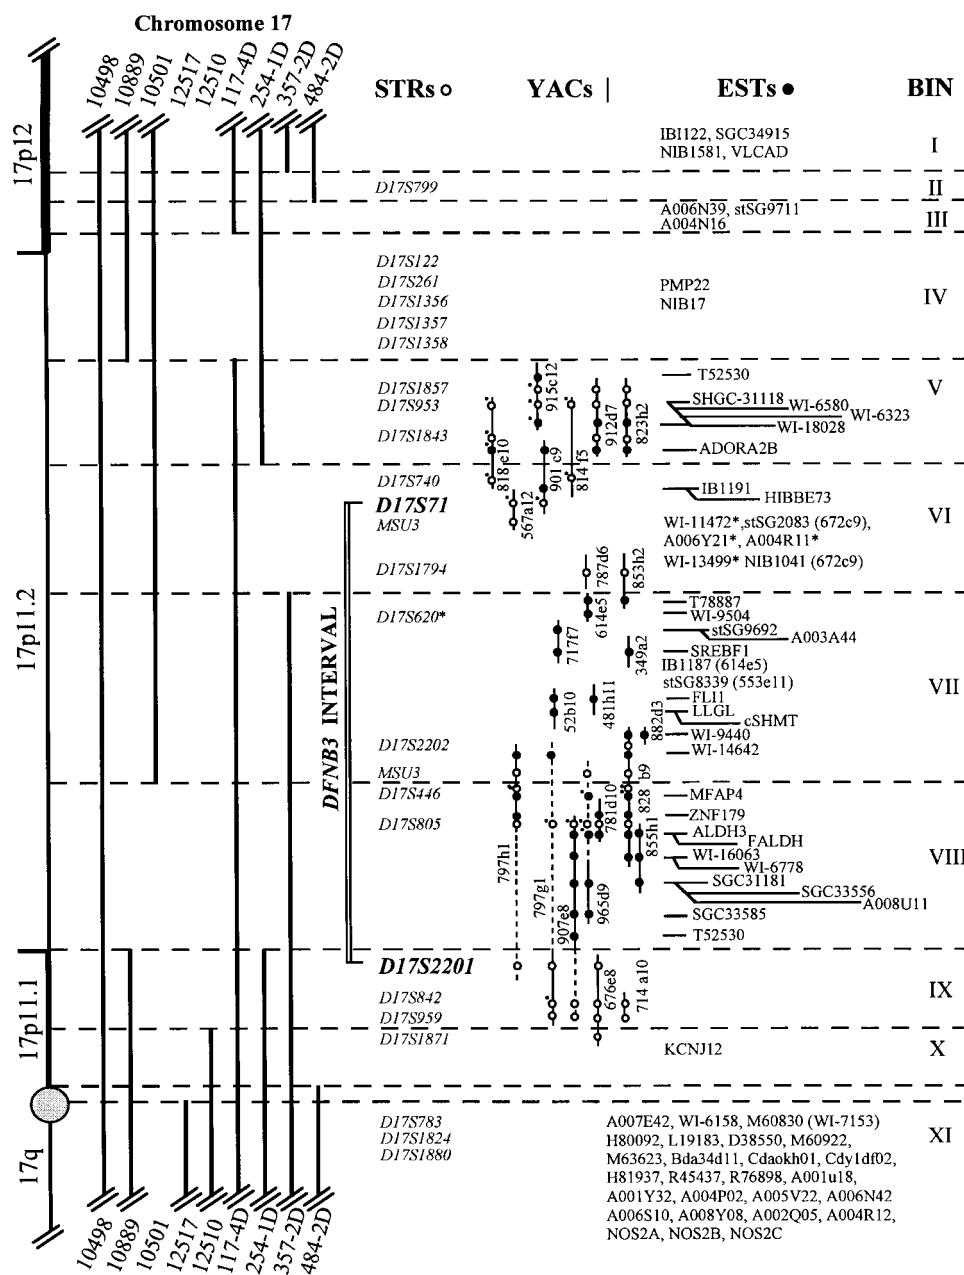 Chromosome 17
10498
10889
10501
12517
12510
117-4D
254-1D
357-2D
484-2D
STRs
YACs
ESTs
BIN
17p12
17p11.2
17p11.1
17q
IBI122, SGC34915
NIB1581, VLCAD
I
D17S799
II
A006N39, stSG9711
A004N16
III
D17S122
D17S261
D17S1356
D17S1357
D17S1358
PMP22
NIB17
IV
D17S1857
D17S953
D17S1843
915c12
912d7
823h2
818 e10
901 c9
814 f5
T52530
SHGC-31118
WI-6580
WI-6323
WI-18028
ADORA2B
V
D17S740
D17S71
MSU3
D17S1794
567a12
787d6
853h2
IB1191
HIBBE73
WI-11472*,stSG2083 (672c9),
A006Y21*, A004R11*
WI-13499* NIB1041 (672c9)
VI
DFNB3 INTERVAL
D17S620*
D17S2202
MSU3
614e5
717f7
349a2
52b10
481h11
882d3
T78887
WI-9504
stSG9692
A003A44
SREBF1
IB1187 (614e5)
stSG8339 (553e11)
FLI1
LLGL
cSHMT
WI-9440
WI-14642
VII
D17S446
D17S805
828 b9
781d10
855h1
797h1
797g1
907e8
965d9
MFAP4
ZNF179
ALDH3
FALDH
WI-16063
WI-6778
SGC31181
SGC33556
A008U11
SGC33585
T52530
VIII
D17S2201
D17S842
D17S959
676e8
714 a10
IX
D17S1871
KCNJ12
X
D17S783
D17S1824
D17S1880
A007E42, WI-6158, M60830 (WI-7153)
H80092, L19183, D38550, M60922,
M63623, Bda34d11, Cdaokh01, Cdy1df02,
H81937, R45437, R76898, A001u18,
A001Y32, A004P02, A005V22, A006N42
A006S10, A008Y08, A002Q05, A004R12,
NOS2A, NOS2B, NOS2C
XI
10498
10889
10501
12517
12510
117-4D
254-1D
357-2D
484-2D